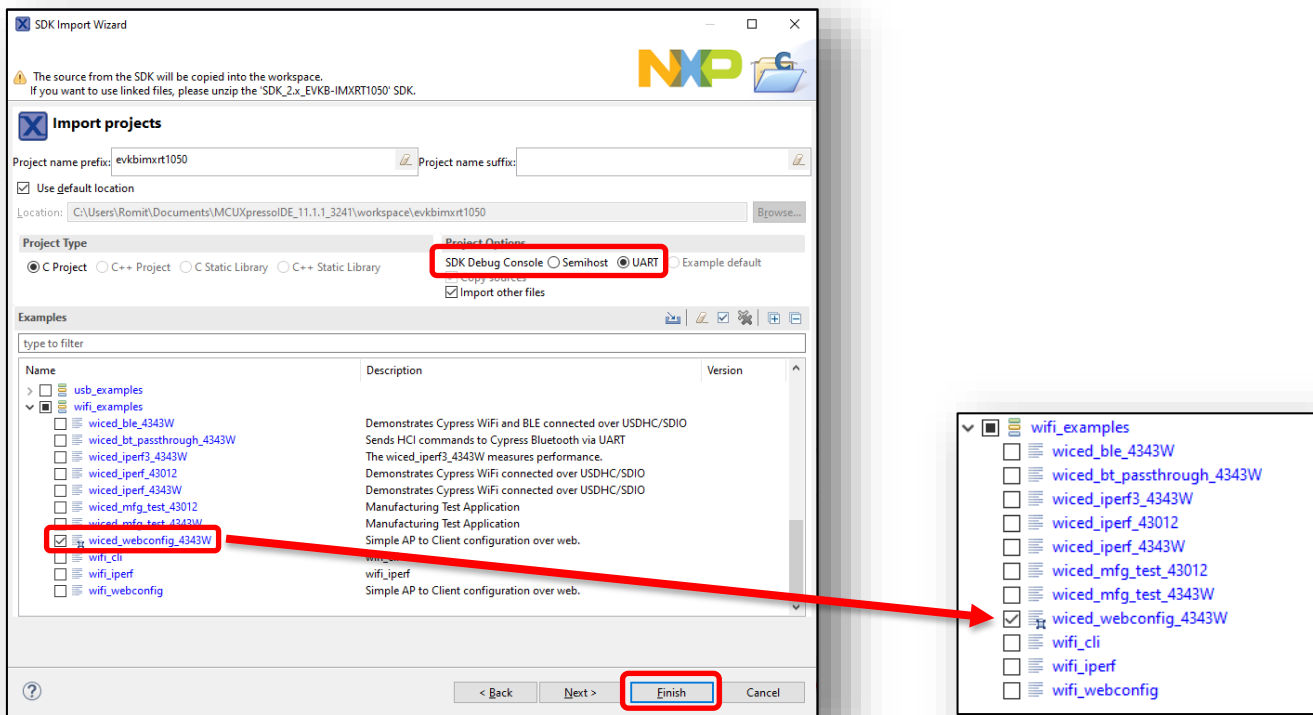 SDK Import Wizard
The source from the SDK will be copied into the workspace.
If you want to use linked files, please unzip the 'SDK_2.x_EVKB-IMXRT1050' SDK.
NXP
C
Import projects
Project name prefix: evkbimxrt1050 Project name suffix:
Use default location
Location: C:\Users\Romit\Documents\MCUXpressoIDE_11.1.1_3241\workspace\evkbimxrt1050 Browse...
Project Type Project Options
C Project C++ Project C Static Library C++ Static Library SDK Debug Console Semihost UART Example default
Copy sources
Import other files
Examples
type to filter
Name Description Version
usb_examples
wifi_examples
wiced_ble_4343W Demonstrates Cypress WiFi and BLE connected over USDHC/SDIO
wiced_bt_passthrough_4343W Sends HCI commands to Cypress Bluetooth via UART
wiced_iperf3_4343W The wiced_iperf3_4343W measures performance.
wiced_iperf_43012 Demonstrates Cypress WiFi connected over USDHC/SDIO
wiced_iperf_4343W Demonstrates Cypress WiFi connected over USDHC/SDIO
wiced_mfg_test_43012 Manufacturing Test Application
wiced_mfg_test_4343W Manufacturing Test Application
wiced_webconfig_4343W Simple AP to Client configuration over web.
wifi_cli
wifi_iperf wifi_iperf
wifi_webconfig Simple AP to Client configuration over web.
? < Back Next > Finish Cancel
wifi_examples
wiced_ble_4343W
wiced_bt_passthrough_4343W
wiced_iperf3_4343W
wiced_iperf_43012
wiced_iperf_4343W
wiced_mfg_test_43012
wiced_mfg_test_4343W
wiced_webconfig_4343W
wifi_cli
wifi_iperf
wifi_webconfig